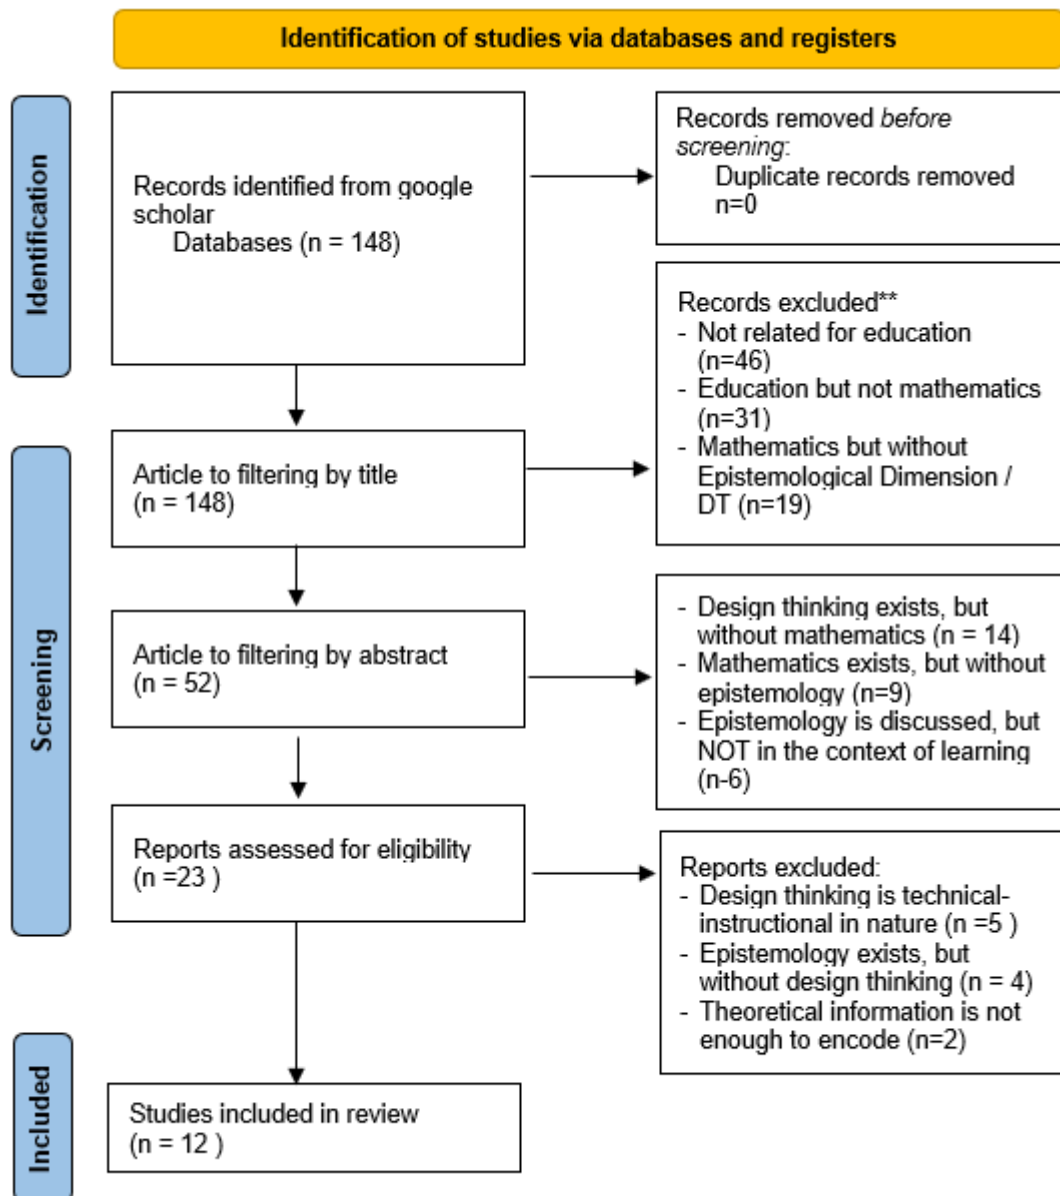 Identification of studies via databases and registers
Identification
Records identified from google
scholar
Databases (n = 148)
Records removed before
screening:
Duplicate records removed
n=0
Records excluded**
- Not related for education
(n=46)
- Education but not mathematics
(n=31)
- Mathematics but without
Epistemological Dimension /
DT (n=19)
Screening
Article to filtering by title
(n = 148)
Article to filtering by abstract
(n = 52)
- Design thinking exists, but
without mathematics (n = 14)
- Mathematics exists, but without
epistemology (n=9)
- Epistemology is discussed, but
NOT in the context of learning
(n-6)
Reports assessed for eligibility
(n =23 )
Reports excluded:
- Design thinking is technical-
instructional in nature (n =5 )
- Epistemology exists, but
without design thinking (n = 4)
- Theoretical information is not
enough to encode (n=2)
Included
Studies included in review
(n = 12 )